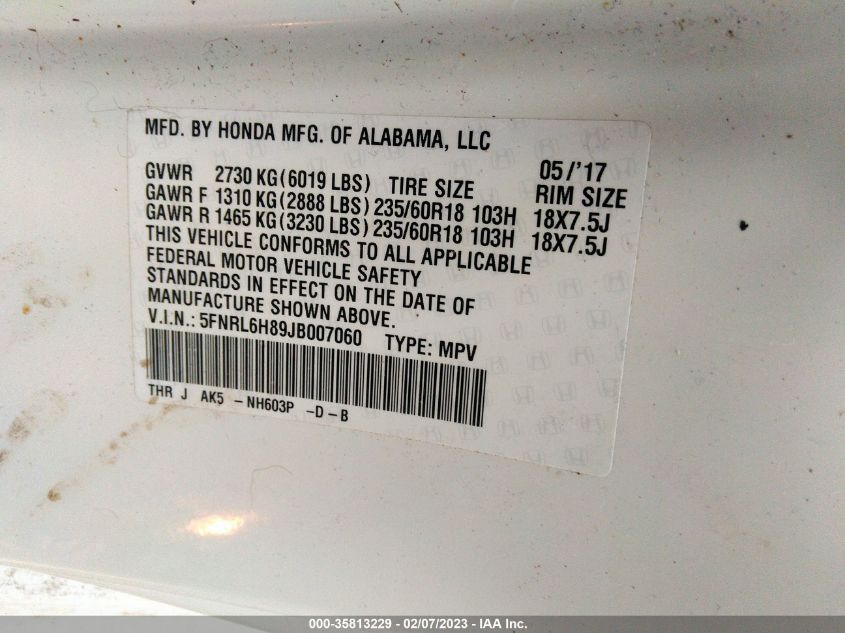 MFD. BY HONDA MFG. OF ALABAMA, LLC
05/'17
GVWR 2730 KG(6019 LBS) TIRE SIZE RIM SIZE
GAWR F 1310 KG(2888 LBS) 235/60R18 103H 18X7.5J
GAWR R 1465 KG(3230 LBS) 235/60R18 103H 18X7.5J
THIS VEHICLE CONFORMS TO ALL APPLICABLE
FEDERAL MOTOR VEHICLE SAFETY
STANDARDS IN EFFECT ON THE DATE OF
MANUFACTURE SHOWN ABOVE.
V.I.N.: 5FNRL6H89JB007060 TYPE: MPV
THR J AK5 -NH603P -D-B
000-35813229 - 02/07/2023 - IAA Inc.